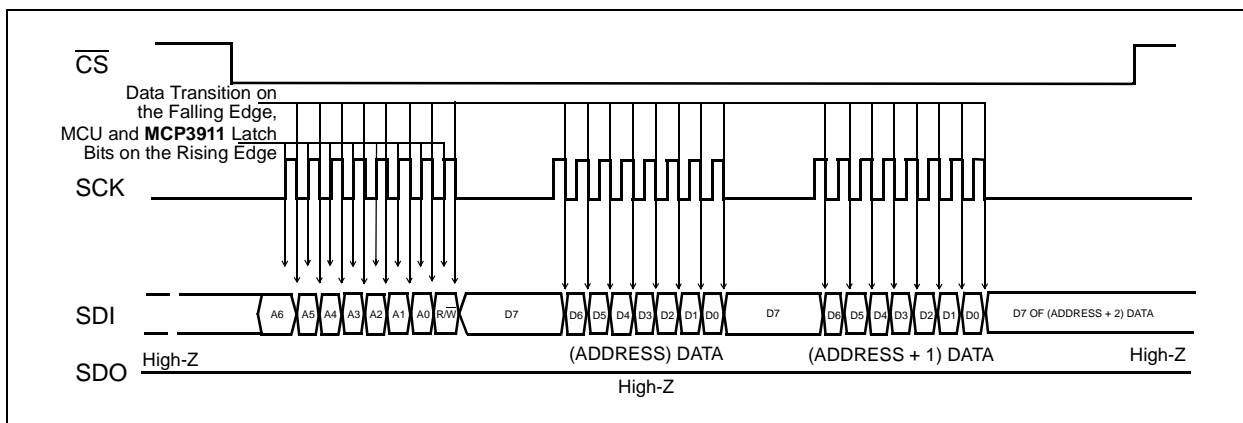 CS
Data Transition on
the Falling Edge,
MCU and MCP3911 Latch
Bits on the Rising Edge
SCK
SDI
A6 A5 A4 A3 A2 A1 A0 R/W D7 D6 D5 D4 D3 D2 D1 D0 D7 D6 D5 D4 D3 D2 D1 D0 D7 OF (ADDRESS + 2) DATA
(ADDRESS) DATA (ADDRESS + 1) DATA
High-Z High-Z
SDO
High-Z